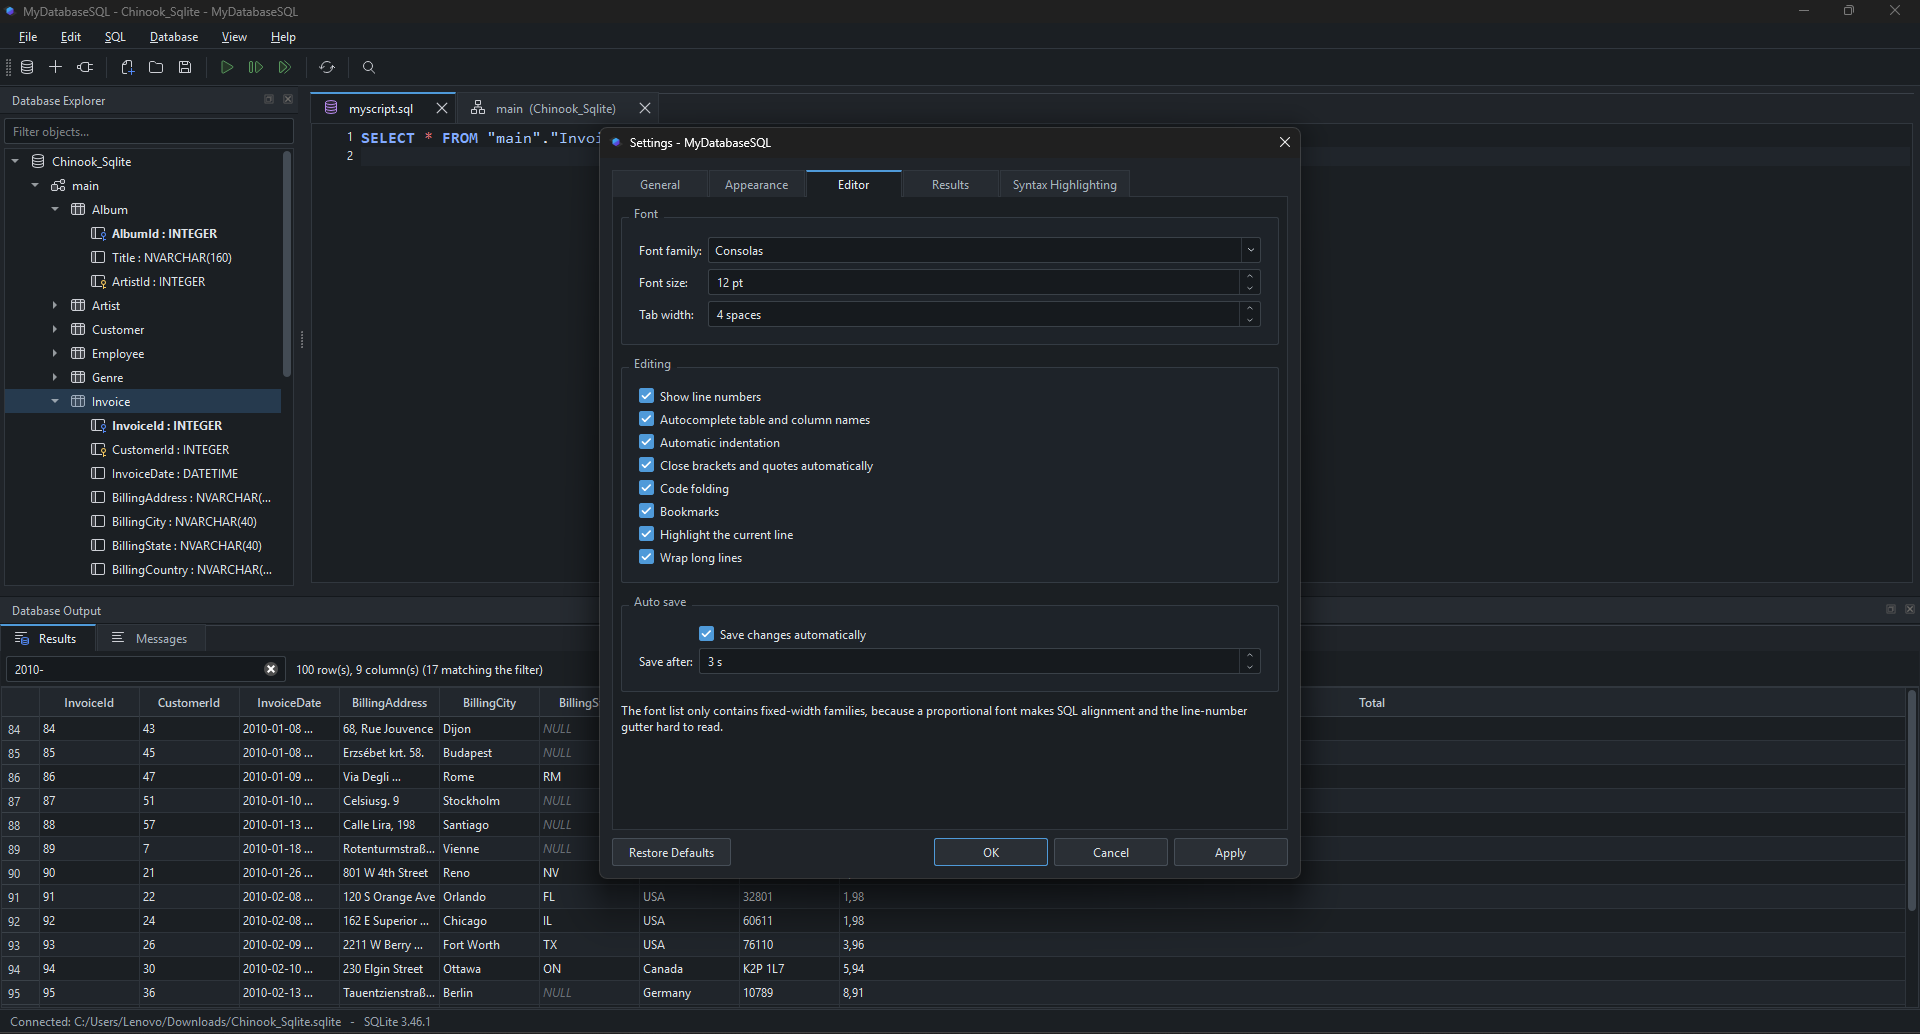 MyDatabaseSQL - Chinook_Sqlite - MyDatabaseSQL
File Edit SQL Database View Help
Database Explorer
Filter objects...
Chinook_Sqlite
main
Album
AlbumId : INTEGER
Title : NVARCHAR(160)
ArtistId : INTEGER
Artist
Customer
Employee
Genre
Invoice
InvoiceId : INTEGER
CustomerId : INTEGER
InvoiceDate : DATETIME
BillingAddress : NVARCHAR(...
BillingCity : NVARCHAR(40)
BillingState : NVARCHAR(40)
BillingCountry : NVARCHAR(...
myscript.sql main (Chinook_Sqlite)
1 SELECT * FROM "main"."Invoi
2
Settings - MyDatabaseSQL
General Appearance Editor Results Syntax Highlighting
Font
Font family: Consolas
Font size: 12 pt
Tab width: 4 spaces
Editing
Show line numbers
Autocomplete table and column names
Automatic indentation
Close brackets and quotes automatically
Code folding
Bookmarks
Highlight the current line
Wrap long lines
Auto save
Save changes automatically
Save after: 3 s
The font list only contains fixed-width families, because a proportional font makes SQL alignment and the line-number
gutter hard to read.
Restore Defaults OK Cancel Apply
Database Output
Results Messages
2010- 100 row(s), 9 column(s) (17 matching the filter)
InvoiceId CustomerId InvoiceDate BillingAddress BillingCity BillingS Total
84 84 43 2010-01-08 ... 68, Rue Jouvence Dijon NULL
85 85 45 2010-01-08 ... Erzsébet krt. 58. Budapest NULL
86 86 47 2010-01-09 ... Via Degli ... Rome RM
87 87 51 2010-01-10 ... Celsiusg. 9 Stockholm NULL
88 88 57 2010-01-13 ... Calle Lira, 198 Santiago NULL
89 89 7 2010-01-18 ... Rotenturmstraß... Vienne NULL
90 90 21 2010-01-26 ... 801 W 4th Street Reno NV
91 91 22 2010-02-08 ... 120 S Orange Ave Orlando FL USA 32801 1,98
92 92 24 2010-02-08 ... 162 E Superior ... Chicago IL USA 60611 1,98
93 93 26 2010-02-09 ... 2211 W Berry ... Fort Worth TX USA 76110 3,96
94 94 30 2010-02-10 ... 230 Elgin Street Ottawa ON Canada K2P 1L7 5,94
95 95 36 2010-02-13 ... Tauentzienstraß... Berlin NULL Germany 10789 8,91
Connected: C:/Users/Lenovo/Downloads/Chinook_Sqlite.sqlite - SQLite 3.46.1